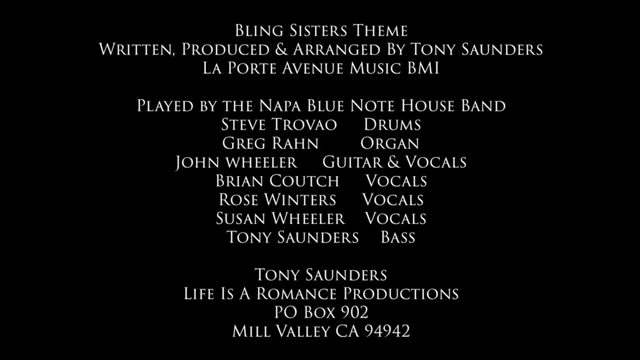 Bling Sisters Theme
Written, Produced & Arranged By Tony Saunders
La Porte Avenue Music BMI
Played by the Napa Blue Note House Band
Steve Trovao Drums
Greg Rahn Organ
John wheeler Guitar & Vocals
Brian Coutch Vocals
Rose Winters Vocals
Susan Wheeler Vocals
Tony Saunders Bass
Tony Saunders
Life Is A Romance Productions
PO Box 902
Mill Valley CA 94942